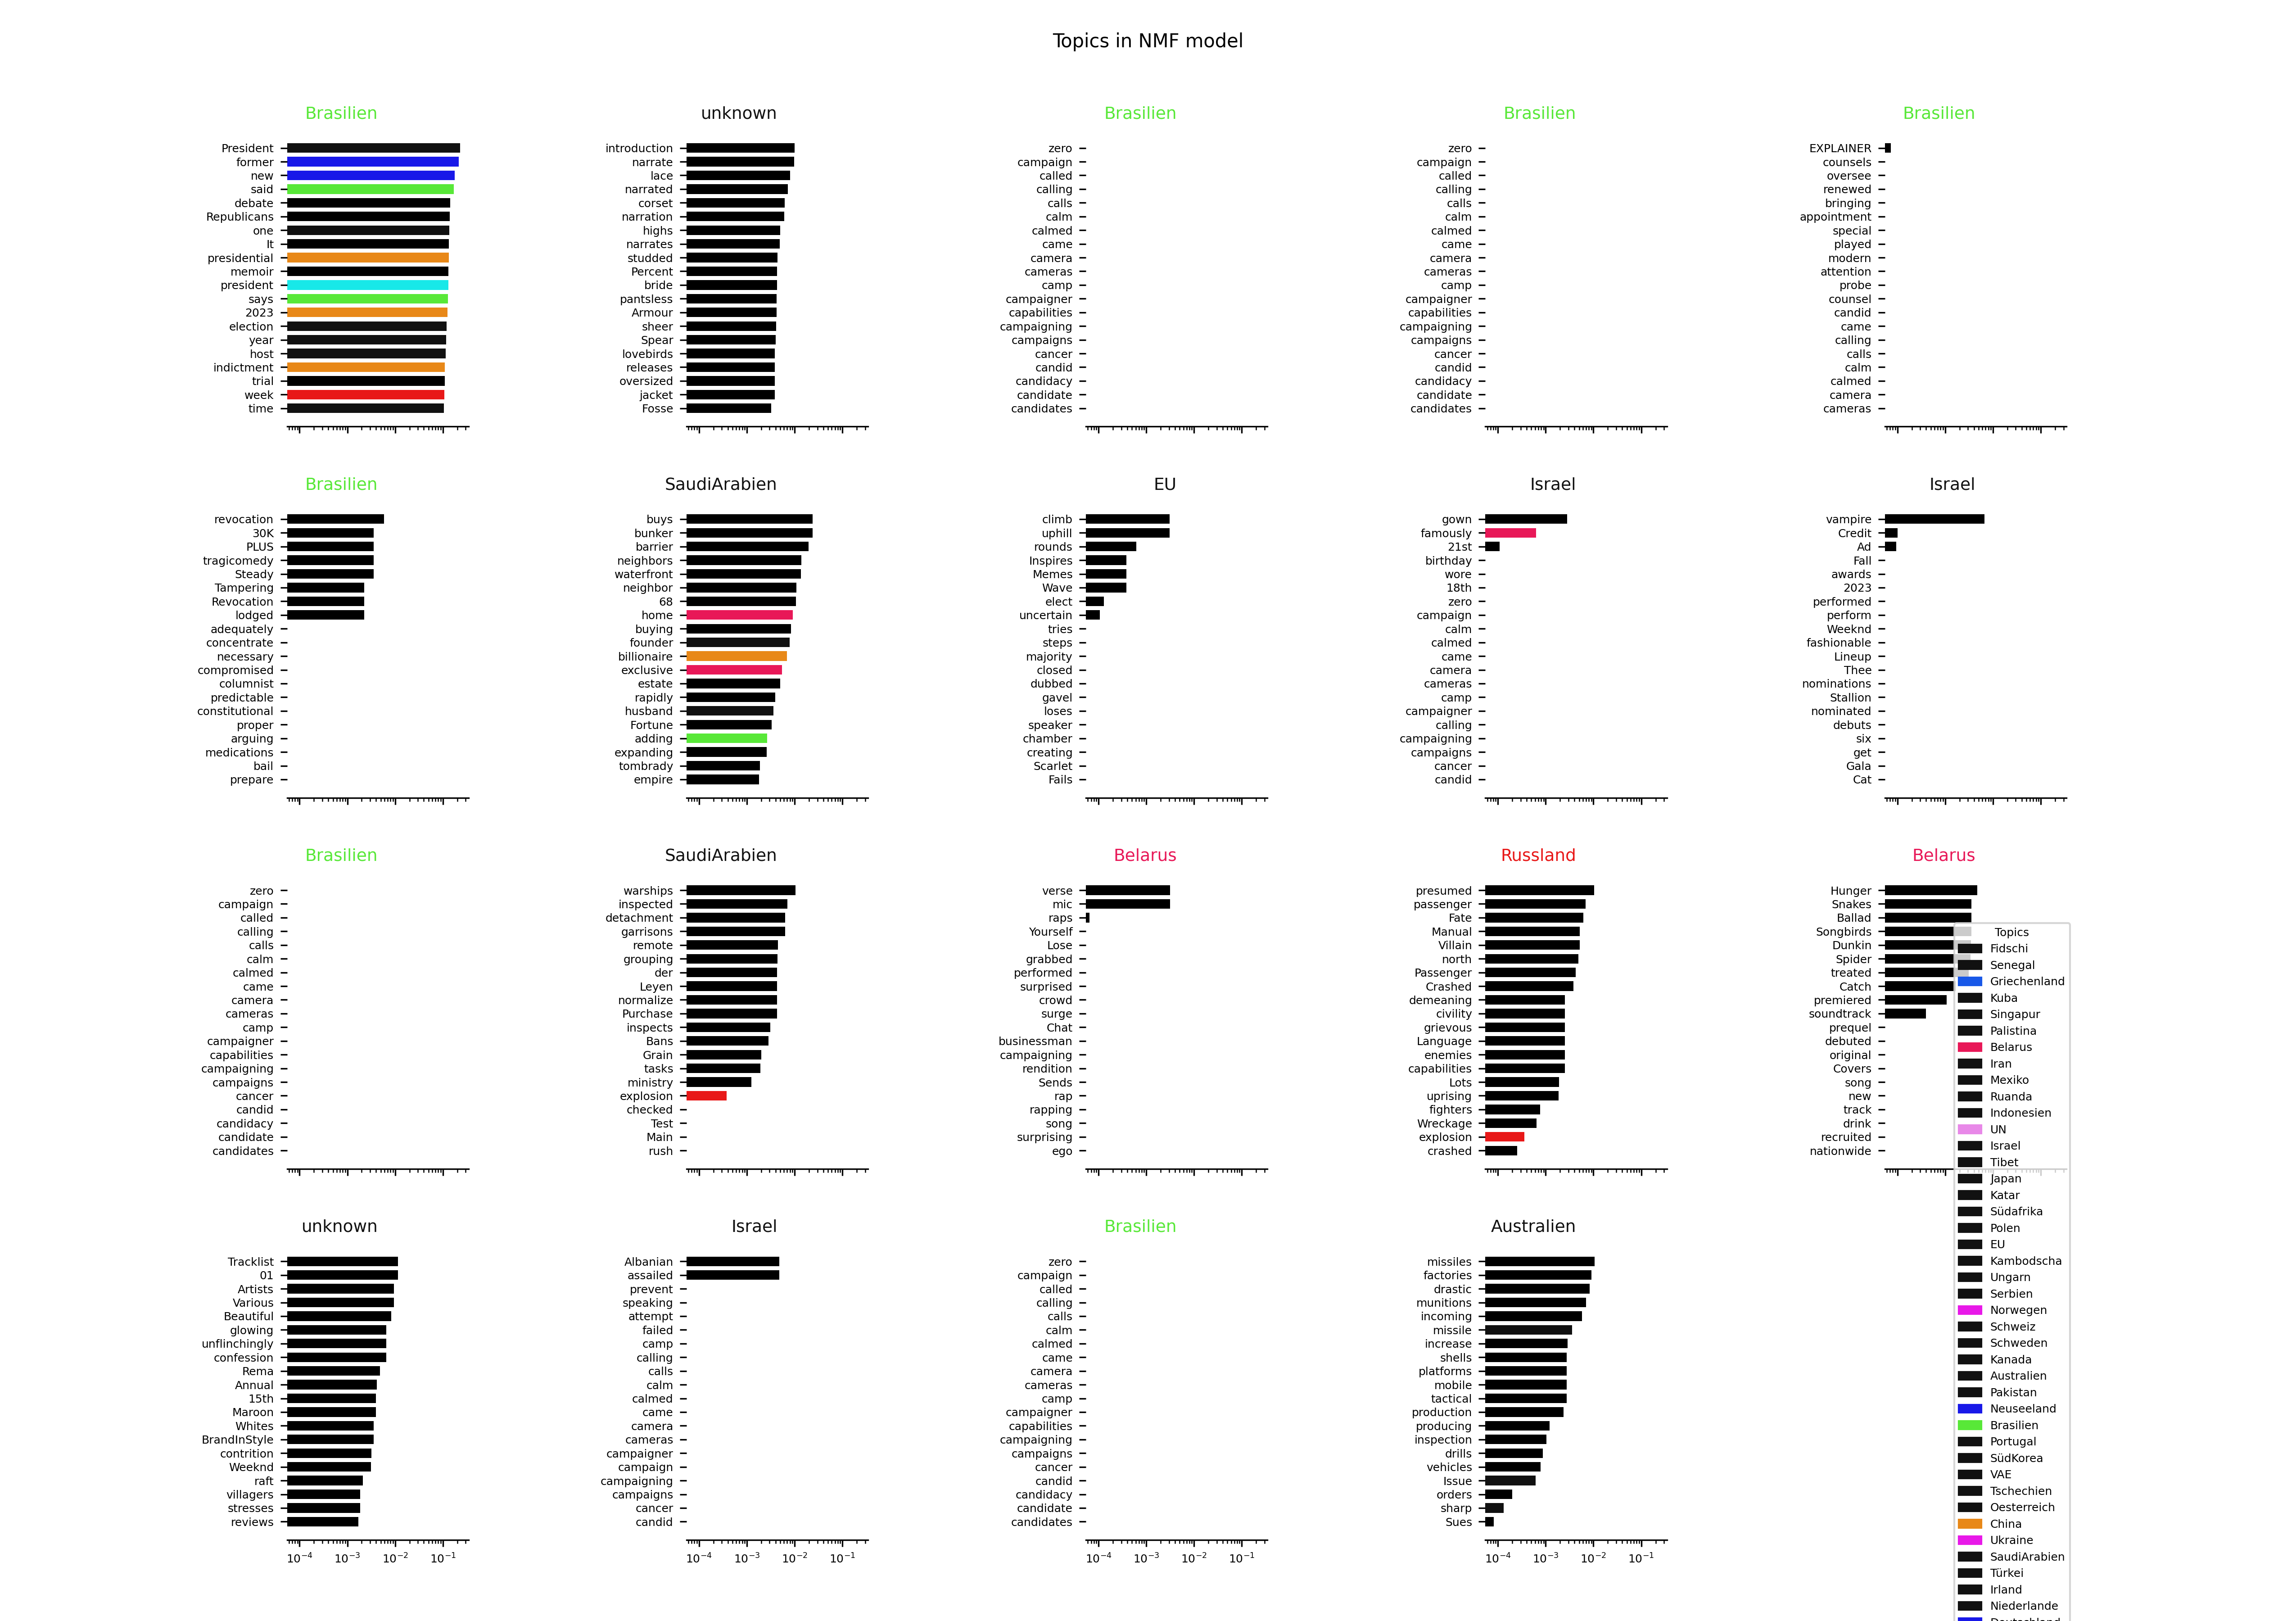 Topics in NMF model
Brasilien
President
former
new
said
debate
Republicans
one
It
presidential
memoir
president
says
2023
election
year
host
indictment
trial
week
time
unknown
introduction
narrate
lace
narrated
corset
narration
highs
narrates
studded
Percent
bride
pantsless
Armour
sheer
Spear
lovebirds
releases
oversized
jacket
Fosse
Brasilien
zero
campaign
called
calling
calls
calm
calmed
came
camera
cameras
camp
campaigner
capabilities
campaigning
campaigns
cancer
candid
candidacy
candidate
candidates
Brasilien
zero
campaign
called
calling
calls
calm
calmed
came
camera
cameras
camp
campaigner
capabilities
campaigning
campaigns
cancer
candid
candidacy
candidate
candidates
Brasilien
EXPLAINER
counsels
oversee
renewed
bringing
appointment
special
played
modern
attention
probe
counsel
candid
came
calling
calls
calm
calmed
camera
cameras
Brasilien
revocation
30K
PLUS
tragicomedy
Steady
Tampering
Revocation
lodged
adequately
concentrate
necessary
compromised
columnist
predictable
constitutional
proper
arguing
medications
bail
prepare
SaudiArabien
buys
bunker
barrier
neighbors
waterfront
neighbor
68
home
buying
founder
billionaire
exclusive
estate
rapidly
husband
Fortune
adding
expanding
tombrady
empire
EU
climb
uphill
rounds
Inspires
Memes
Wave
elect
uncertain
tries
steps
majority
closed
dubbed
gavel
loses
speaker
chamber
creating
Scarlet
Fails
Israel
gown
famously
21st
birthday
wore
18th
zero
campaign
calm
calmed
came
camera
cameras
camp
campaigner
calling
campaigning
campaigns
cancer
candid
Israel
vampire
Credit
Ad
Fall
awards
2023
performed
perform
Weeknd
fashionable
Lineup
Thee
nominations
Stallion
nominated
debuts
six
get
Gala
Cat
Brasilien
zero
campaign
called
calling
calls
calm
calmed
came
camera
cameras
camp
campaigner
capabilities
campaigning
campaigns
cancer
candid
candidacy
candidate
candidates
SaudiArabien
warships
inspected
detachment
garrisons
remote
grouping
der
Leyen
normalize
Purchase
inspects
Bans
Grain
tasks
ministry
explosion
checked
Test
Main
rush
Belarus
verse
mic
raps
Yourself
Lose
grabbed
performed
surprised
crowd
surge
Chat
businessman
campaigning
rendition
Sends
rap
rapping
song
surprising
ego
Russland
presumed
passenger
Fate
Manual
Villain
north
Passenger
Crashed
demeaning
civility
grievous
Language
enemies
capabilities
Lots
uprising
fighters
Wreckage
explosion
crashed
Belarus
Hunger
Snakes
Ballad
Songbirds
Dunkin
Spider
treated
Catch
premiered
soundtrack
prequel
debuted
original
Covers
song
new
track
drink
recruited
nationwide
unknown
Tracklist
01
Artists
Various
Beautiful
glowing
unflinchingly
confession
Rema
Annual
15th
Maroon
Whites
BrandInStyle
contrition
Weeknd
raft
villagers
stresses
reviews
10⁻⁴ 10⁻³ 10⁻² 10⁻¹
Israel
Albanian
assailed
prevent
speaking
attempt
failed
camp
calling
calls
calm
calmed
came
camera
cameras
campaigner
campaign
campaigning
campaigns
cancer
candid
10⁻⁴ 10⁻³ 10⁻² 10⁻¹
Brasilien
zero
campaign
called
calling
calls
calm
calmed
came
camera
cameras
camp
campaigner
capabilities
campaigning
campaigns
cancer
candid
candidacy
candidate
candidates
10⁻⁴ 10⁻³ 10⁻² 10⁻¹
Australien
missiles
factories
drastic
munitions
incoming
missile
increase
shells
platforms
mobile
tactical
production
producing
inspection
drills
vehicles
Issue
orders
sharp
Sues
10⁻⁴ 10⁻³ 10⁻² 10⁻¹
Topics
Fidschi
Senegal
Griechenland
Kuba
Singapur
Palistina
Belarus
Iran
Mexiko
Ruanda
Indonesien
UN
Israel
Tibet
Japan
Katar
Südafrika
Polen
EU
Kambodscha
Ungarn
Serbien
Norwegen
Schweiz
Schweden
Kanada
Australien
Pakistan
Neuseeland
Brasilien
Portugal
SüdKorea
VAE
Tschechien
Oesterreich
China
Ukraine
SaudiArabien
Türkei
Irland
Niederlande